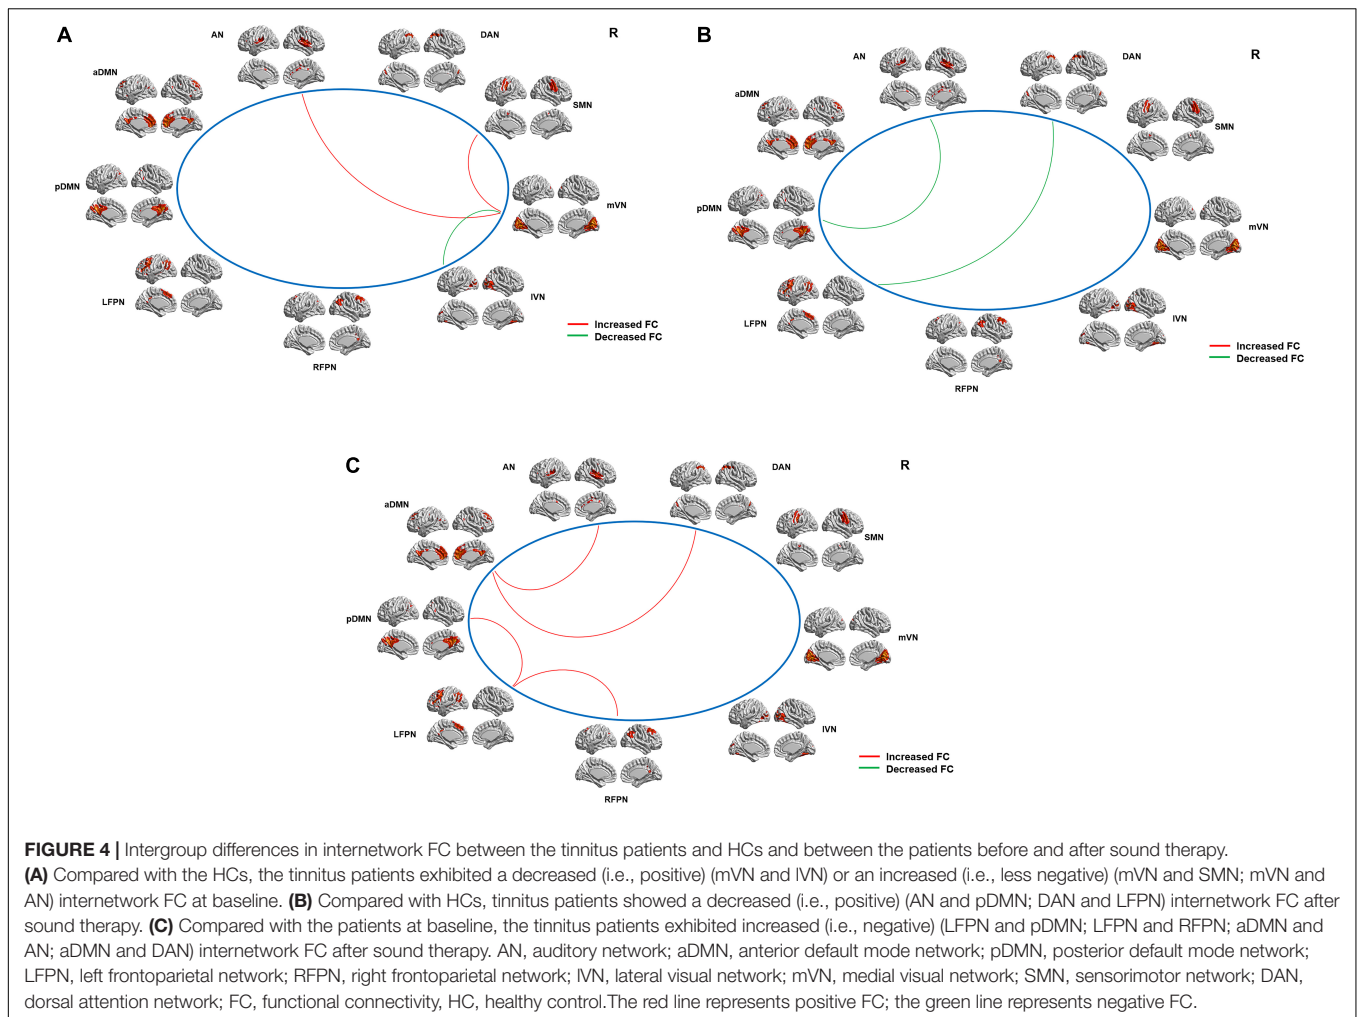 A
AN
DAN
R
aDMN
SMN
pDMN
mVN
LFPN
lVN
RFPN
Increased FC
Decreased FC
B
AN
DAN
R
aDMN
SMN
pDMN
mVN
LFPN
lVN
RFPN
Increased FC
Decreased FC
C
AN
DAN
R
aDMN
SMN
pDMN
mVN
LFPN
lVN
RFPN
Increased FC
Decreased FC
FIGURE 4 | Intergroup differences in internetwork FC between the tinnitus patients and HCs and between the patients before and after sound therapy.
(A) Compared with the HCs, the tinnitus patients exhibited a decreased (i.e., positive) (mVN and lVN) or an increased (i.e., less negative) (mVN and SMN; mVN and
AN) internetwork FC at baseline. (B) Compared with HCs, tinnitus patients showed a decreased (i.e., positive) (AN and pDMN; DAN and LFPN) internetwork FC after
sound therapy. (C) Compared with the patients at baseline, the tinnitus patients exhibited increased (i.e., negative) (LFPN and pDMN; LFPN and RFPN; aDMN and
AN; aDMN and DAN) internetwork FC after sound therapy. AN, auditory network; aDMN, anterior default mode network; pDMN, posterior default mode network;
LFPN, left frontoparietal network; RFPN, right frontoparietal network; lVN, lateral visual network; mVN, medial visual network; SMN, sensorimotor network; DAN,
dorsal attention network; FC, functional connectivity, HC, healthy control.The red line represents positive FC; the green line represents negative FC.